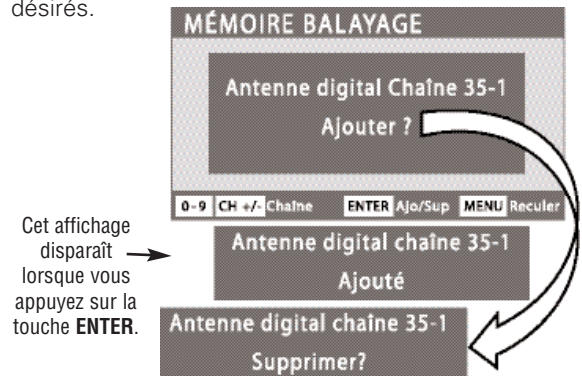 désirés.
MÉMOIRE BALAYAGE
Antenne digital Chaîne 35-1
Ajouter ?
0-9 CH +/- Chaîne ENTER Ajo/Sup MENU Reculer
Cet affichage
disparaît
lorsque vous
appuyez sur la
touche ENTER.
Antenne digital chaîne 35-1
Ajouté
Antenne digital chaîne 35-1
Supprimer?